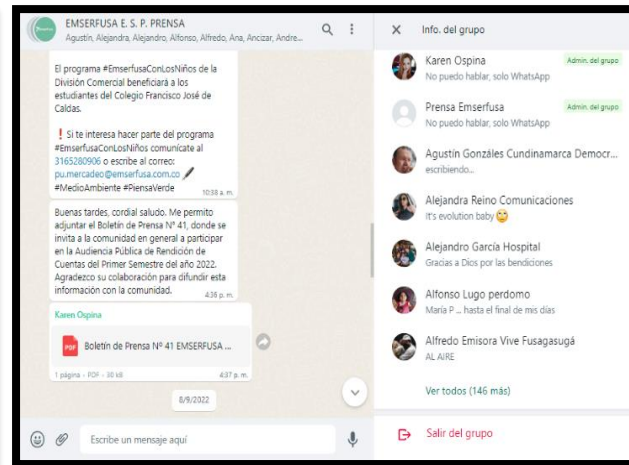 EMSERFUSA E. S. P. PRENSA
Agustín, Alejandra, Alejandro, Alfonso, Alfredo, Ana, Ancizar, Andre...
El programa #EmserfusaConLosNiños de la
División Comercial beneficiará a los
estudiantes del Colegio Francisco José de
Caldas.
❗ Si te interesa hacer parte del programa
#EmserfusaConLosNiños comunícate al
3165280906 o escribe al correo:
pu.mercadeo@emserfusa.com.co 🖊️
#MedioAmbiente #PiensaVerde
10:38 a. m.
Buenas tardes, cordial saludo. Me permito
adjuntar el Boletín de Prensa N° 41, donde se
invita a la comunidad en general a participar
en la Audiencia Pública de Rendición de
Cuentas del Primer Semestre del año 2022.
Agradezco su colaboración para difundir esta
información con la comunidad.
4:36 p. m.
Karen Ospina
PDF
Boletín de Prensa N° 41 EMSERFUSA ...
1 página • PDF • 30 kB
4:37 p. m.
8/9/2022
Escribe un mensaje aquí
Info. del grupo
Karen Ospina
Admin. del grupo
No puedo hablar, solo WhatsApp
Prensa Emserfusa
Admin. del grupo
No puedo hablar, solo WhatsApp
Agustín Gonzáles Cundinamarca Democr...
escribiendo...
Alejandra Reino Comunicaciones
It's evolution baby 😋
Alejandro García Hospital
Gracias a Dios por las bendiciones
Alfonso Lugo perdomo
María P ... hasta el final de mis días
Alfredo Emisora Vive Fusagasugá
AL AIRE
Ver todos (146 más)
Salir del grupo